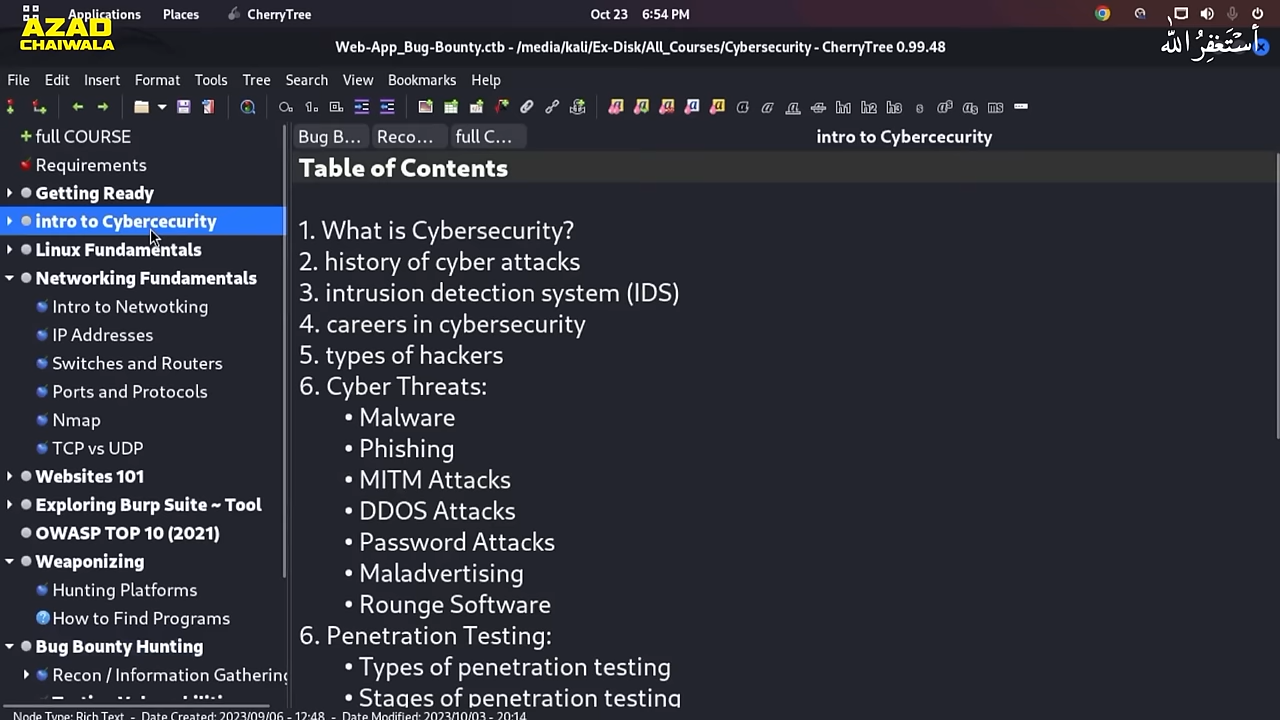 Applications Places CherryTree Oct 23 6:54 PM
AZAD
CHAIWALA
أستغفر الله
Web-App_Bug-Bounty.ctb - /media/kali/Ex-Disk/All_Courses/Cybersecurity - CherryTree 0.99.48
File Edit Insert Format Tools Tree Search View Bookmarks Help
h1 h2 h3 s ms
full COURSE
Requirements
Getting Ready
intro to Cybercecurity
Linux Fundamentals
Networking Fundamentals
Intro to Netwotking
IP Addresses
Switches and Routers
Ports and Protocols
Nmap
TCP vs UDP
Websites 101
Exploring Burp Suite ~ Tool
OWASP TOP 10 (2021)
Weaponizing
Hunting Platforms
How to Find Programs
Bug Bounty Hunting
Recon / Information Gathering
Bug B... Reco... full C... intro to Cybercecurity
Table of Contents
1. What is Cybersecurity?
2. history of cyber attacks
3. intrusion detection system (IDS)
4. careers in cybersecurity
5. types of hackers
6. Cyber Threats:
• Malware
• Phishing
• MITM Attacks
• DDOS Attacks
• Password Attacks
• Maladvertising
• Rounge Software
6. Penetration Testing:
• Types of penetration testing
• Stages of penetration testing
Node Type: Rich Text - Date Created: 2023/09/06 - 12:48 - Date Modified: 2023/10/03 - 20:14